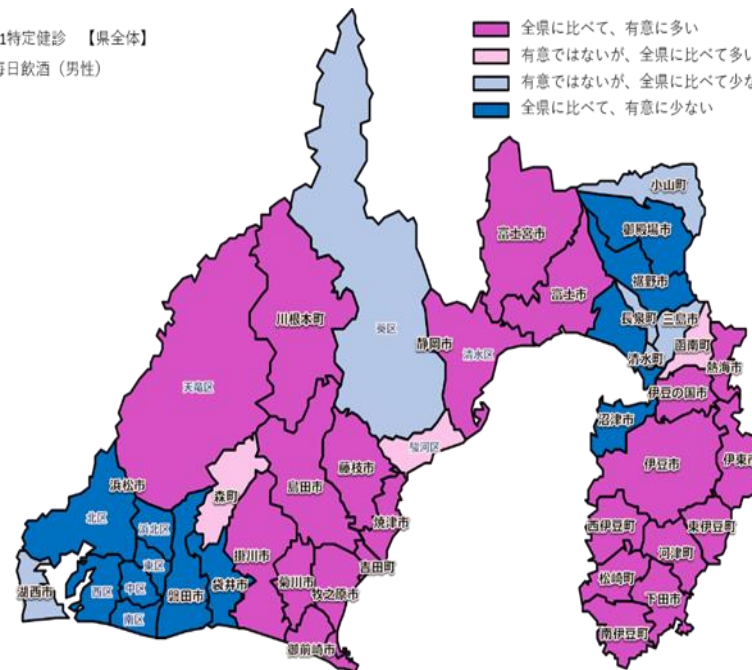 1特定健診　【県全体】
毎日飲酒（男性）
全県に比べて、有意に多い
有意ではないが、全県に比べて多い
有意ではないが、全県に比べて少な
全県に比べて、有意に少ない
小山町
御殿場市
裾野市
富士宮市
富士市
長泉町
三島市
函南町
清水町
熱海市
伊豆の国市
沼津市
伊豆市
伊東市
西伊豆町
東伊豆町
河津町
松崎町
下田市
南伊豆町
川根本町
葵区
静岡市
清水区
駿河区
天竜区
浜松市
北区
浜北区
東区
中区
西区
南区
湖西市
森町
磐田市
袋井市
掛川市
島田市
藤枝市
焼津市
吉田町
菊川市
牧之原市
御前崎市